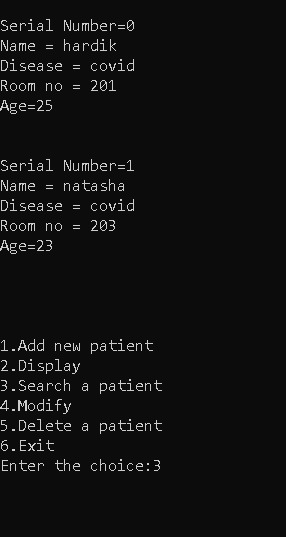 Serial Number=0
Name = hardik
Disease = covid
Room no = 201
Age=25
Serial Number=1
Name = natasha
Disease = covid
Room no = 203
Age=23
1.Add new patient
2.Display
3.Search a patient
4.Modify
5.Delete a patient
6.Exit
Enter the choice:3